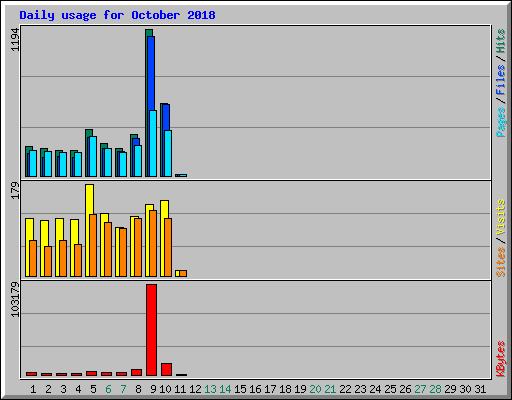 Daily usage for October 2018
1194
Pages / Files / Hits
179
Sites / Visits
103179
KBytes
1 2 3 4 5 6 7 8 9 10 11 12 13 14 15 16 17 18 19 20 21 22 23 24 25 26 27 28 29 30 31